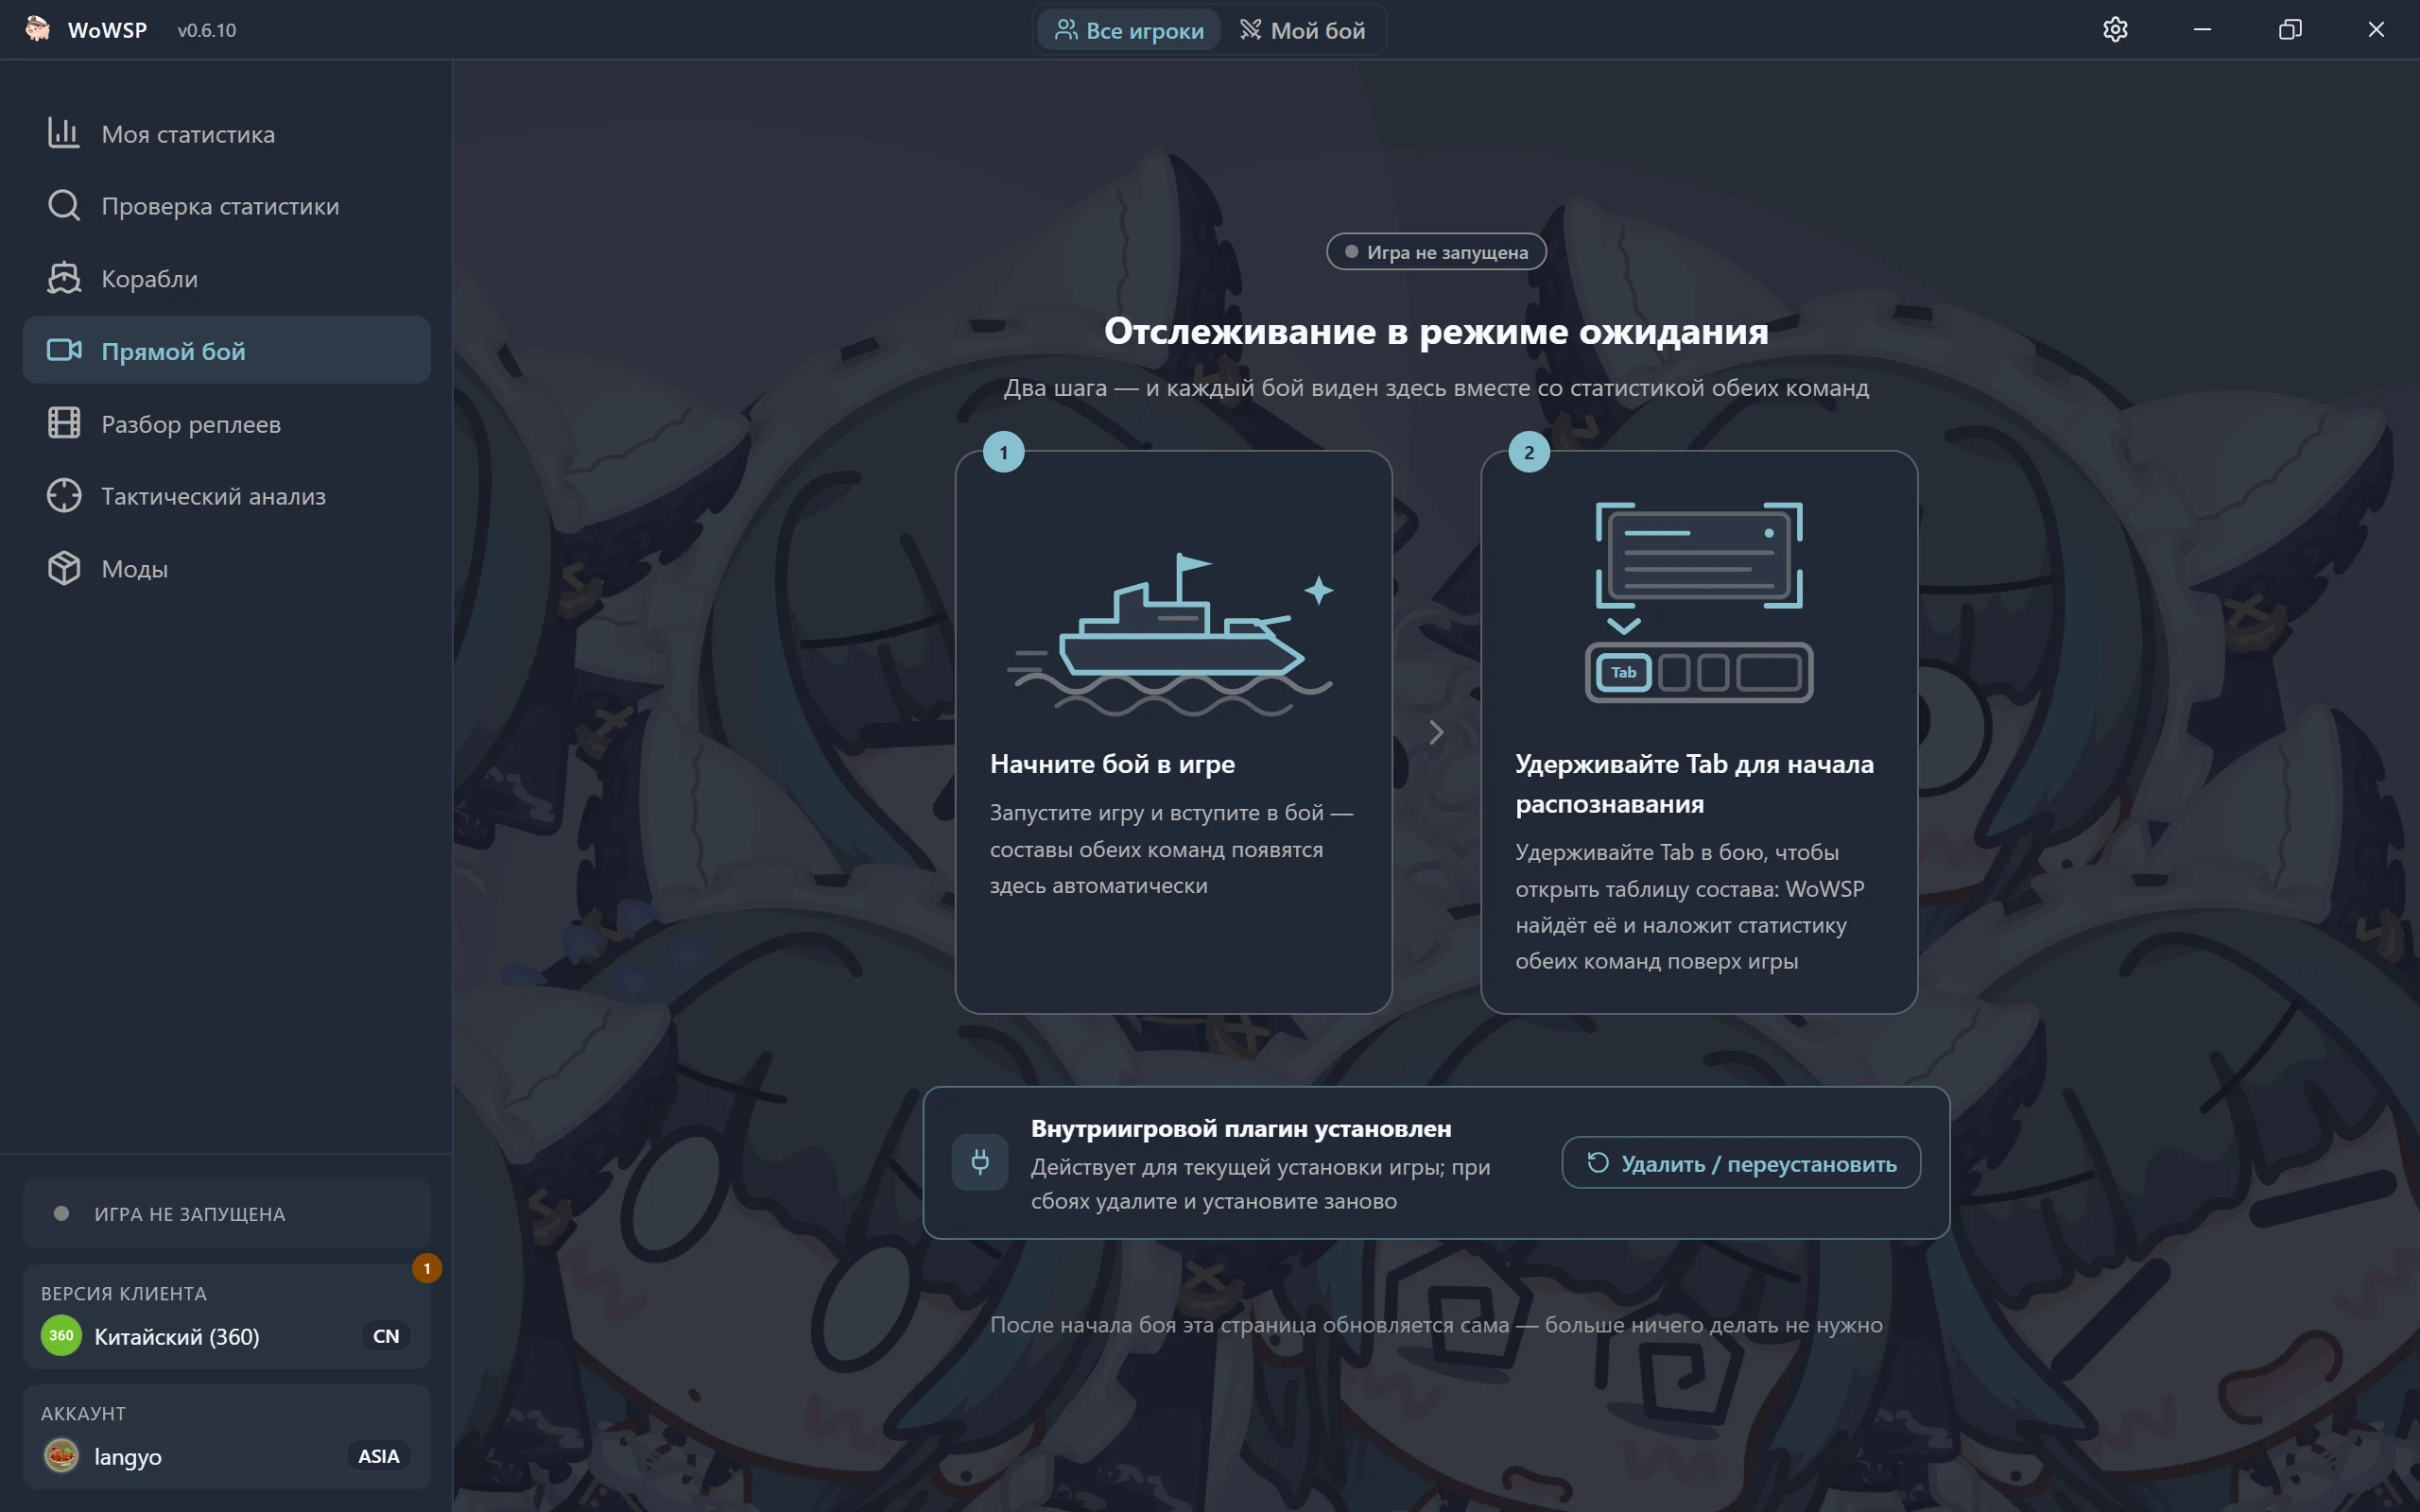 WoWSP v0.6.10
Все игроки
Мой бой
Моя статистика
Проверка статистики
Корабли
Прямой бой
Разбор реплеев
Тактический анализ
Моды
Игра не запущена
Отслеживание в режиме ожидания
Два шага — и каждый бой виден здесь вместе со статистикой обеих команд
1
Начните бой в игре
Запустите игру и вступите в бой —
составы обеих команд появятся
здесь автоматически
2
Tab
Удерживайте Tab для начала
распознавания
Удерживайте Tab в бою, чтобы
открыть таблицу состава: WoWSP
найдёт её и наложит статистику
обеих команд поверх игры
Внутриигровой плагин установлен
Действует для текущей установки игры; при
сбоях удалите и установите заново
Удалить / переустановить
После начала боя эта страница обновляется сама — больше ничего делать не нужно
ИГРА НЕ ЗАПУЩЕНА
1
ВЕРСИЯ КЛИЕНТА
360 Китайский (360) CN
АККАУНТ
langyo ASIA